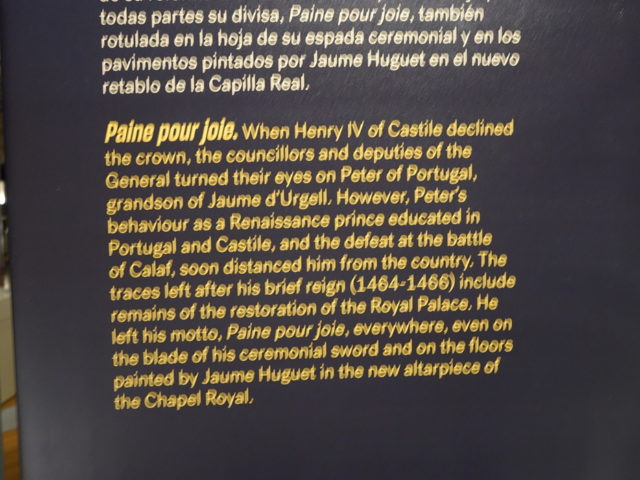 todas partes su divisa, Paine pour joie, también
rotulada en la hoja de su espada ceremonial y en los
pavimentos pintados por Jaume Huguet en el nuevo
retablo de la Capilla Real.
Paine pour joie. When Henry IV of Castile declined
the crown, the councillors and deputies of the
General turned their eyes on Peter of Portugal,
grandson of Jaume d'Urgell. However, Peter's
behaviour as a Renaissance prince educated in
Portugal and Castile, and the defeat at the battle
of Calaf, soon distanced him from the country. The
traces left after his brief reign (1464-1466) include
remains of the restoration of the Royal Palace. He
left his motto, Paine pour joie, everywhere, even on
the blade of his ceremonial sword and on the floors
painted by Jaume Huguet in the new altarpiece of
the Chapel Royal.